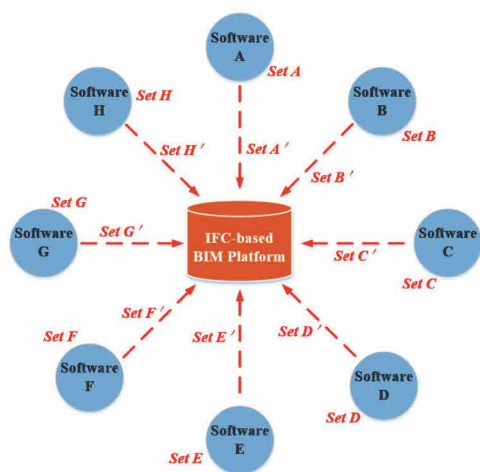 Software
A
Set A
Software
H
Set H
Software
B
Set B
Set H′
Set A′
Set B′
Set G
Software
G
Set G′
IFC-based
BIM Platform
Set C′
Software
C
Set C
Set F′
Set E′
Set D′
Set F
Software
F
Software
D
Set D
Set E
Software
E